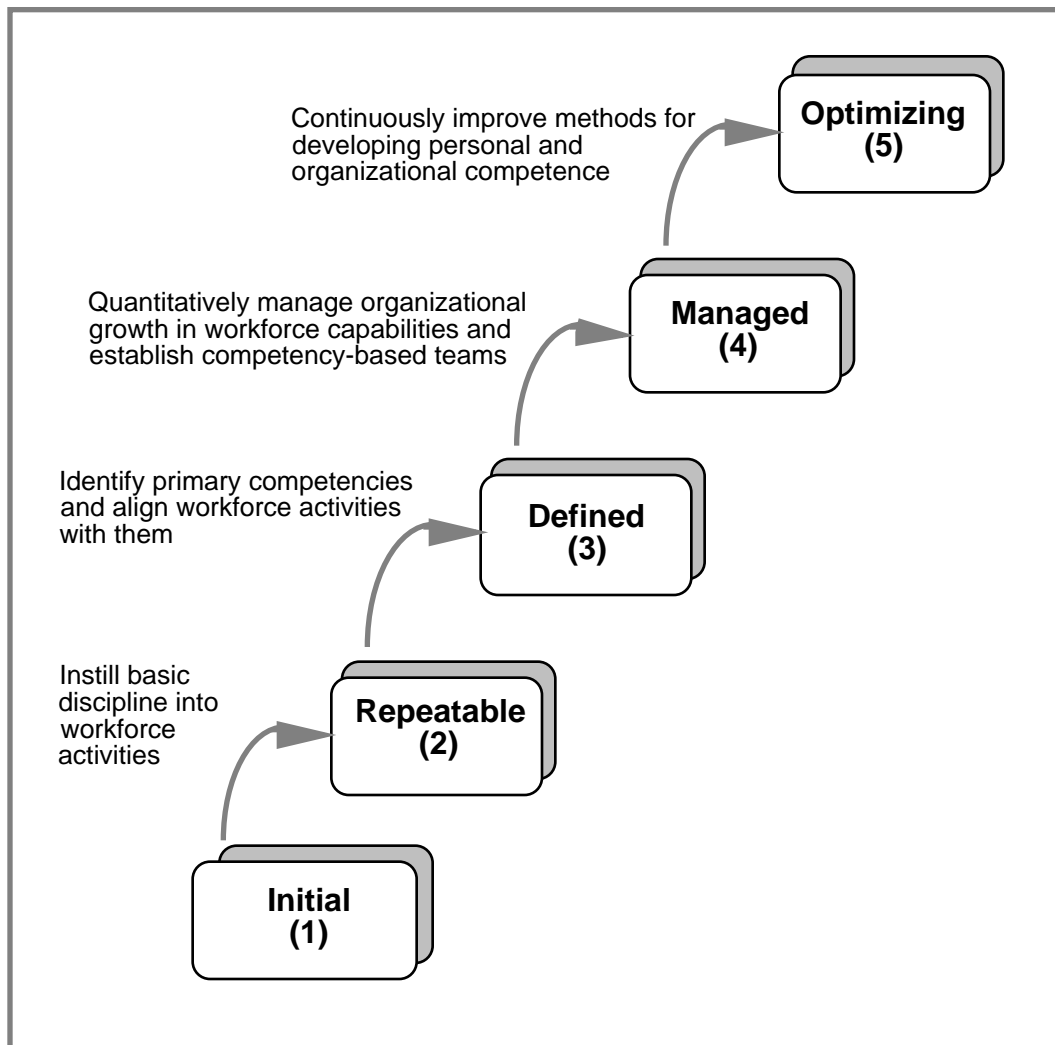 Continuously improve methods for
developing personal and
organizational competence
Optimizing
(5)
Quantitatively manage organizational
growth in workforce capabilities and
establish competency-based teams
Managed
(4)
Identify primary competencies
and align workforce activities
with them
Defined
(3)
Instill basic
discipline into
workforce
activities
Repeatable
(2)
Initial
(1)